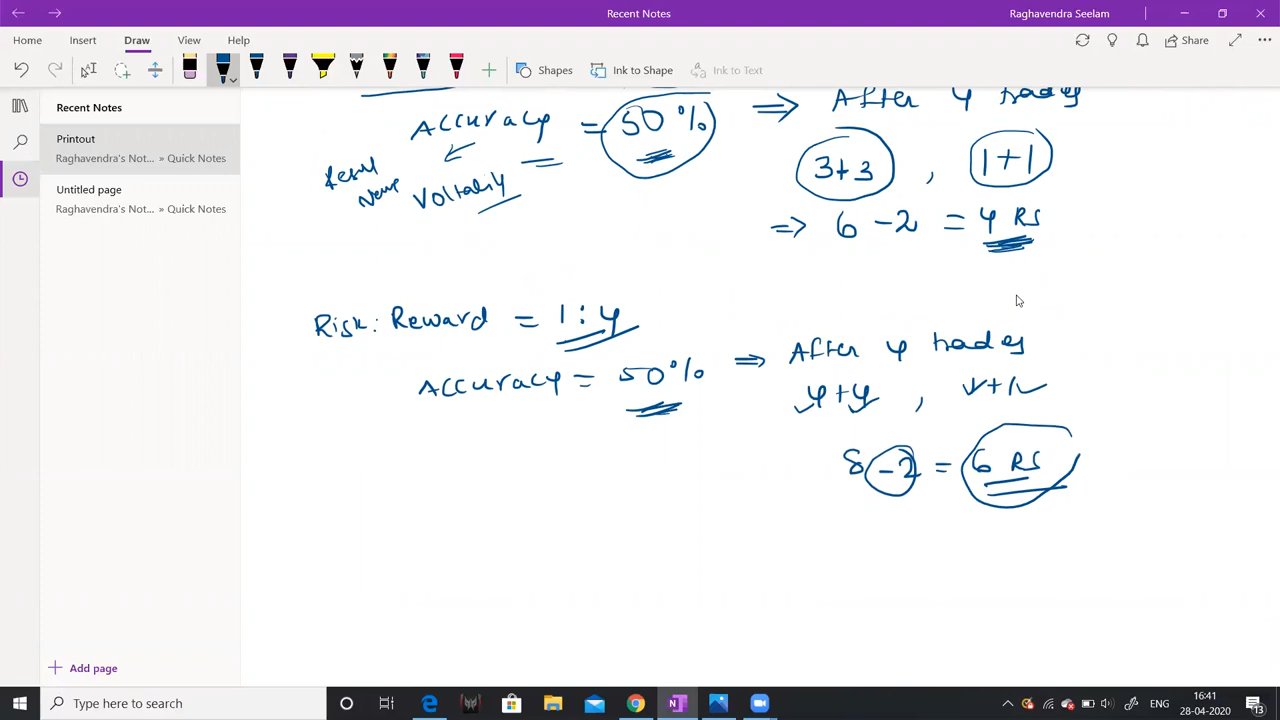 Recent Notes
Raghavendra Seelam
Home Insert Draw View Help
Share
Shapes Ink to Shape Ink to Text
Recent Notes
Printout
Raghavendra's Not... » Quick Notes
Untitled page
Raghavendra's Not... » Quick Notes
Accuracy = 50 % ⇒ After 4 trades
News Voltality
3+3 , 1+1
⇒ 6 - 2 = 4 RS
Risk : Reward = 1 : 4
Accuracy = 50% ⇒ After 4 trades
4+4 , 1+1
8 - 2 = 6 RS
+ Add page
Type here to search
16:41
28-04-2020
13